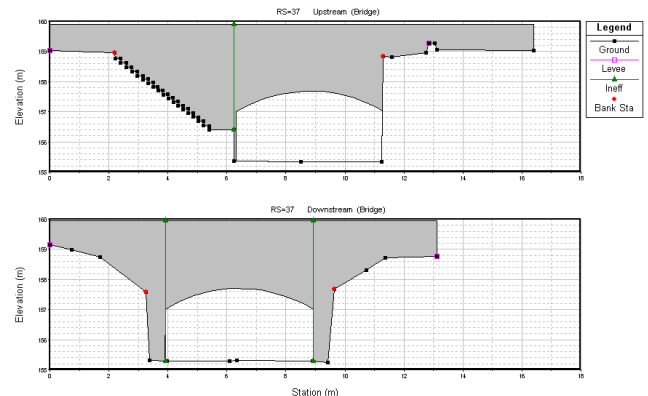 RS=37 Upstream (Bridge)
Elevation (m)
160
159
158
157
156
155
0 2 4 6 8 10 12 14 16 18
Legend
Ground
Levee
Ineff
Bank Sta
RS=37 Downstream (Bridge)
Elevation (m)
160
159
158
157
156
155
0 2 4 6 8 10 12 14 16 18
Station (m)